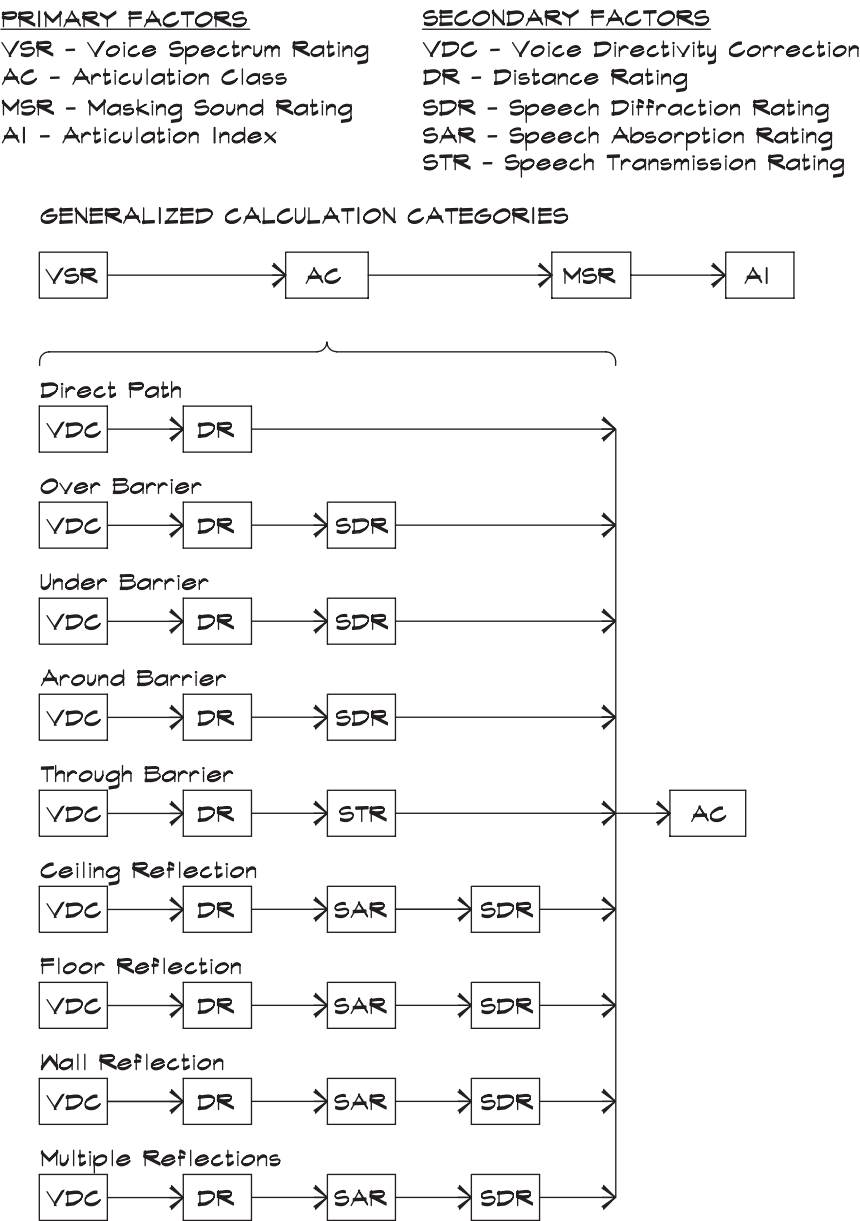 PRIMARY FACTORS
VSR - Voice Spectrum Rating
AC - Articulation Class
MSR - Masking Sound Rating
AI - Articulation Index
SECONDARY FACTORS
VDC - Voice Directivity Correction
DR - Distance Rating
SDR - Speech Diffraction Rating
SAR - Speech Absorption Rating
STR - Speech Transmission Rating
GENERALIZED CALCULATION CATEGORIES
VSR AC MSR AI
Direct Path
VDC DR
Over Barrier
VDC DR SDR
Under Barrier
VDC DR SDR
Around Barrier
VDC DR SDR
Through Barrier
VDC DR STR AC
Ceiling Reflection
VDC DR SAR SDR
Floor Reflection
VDC DR SAR SDR
Wall Reflection
VDC DR SAR SDR
Multiple Reflections
VDC DR SAR SDR